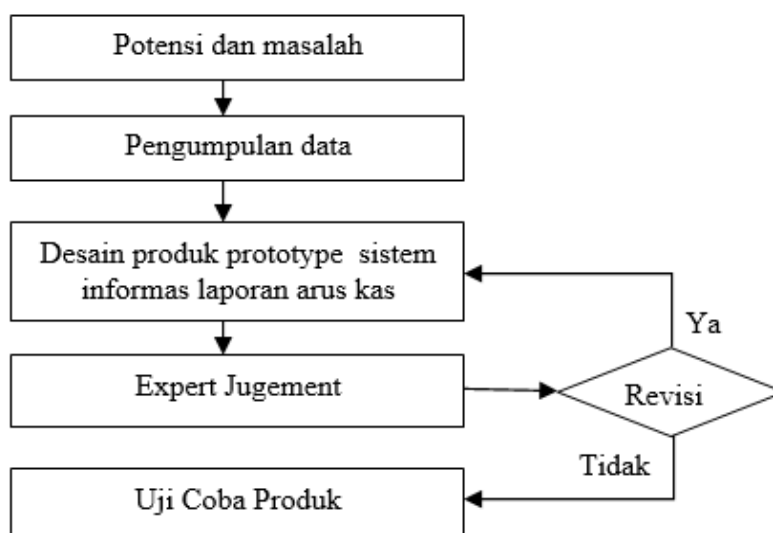 Potensi dan masalah
Pengumpulan data
Desain produk prototype sistem
informas laporan arus kas
Ya
Expert Jugement
Revisi
Tidak
Uji Coba Produk